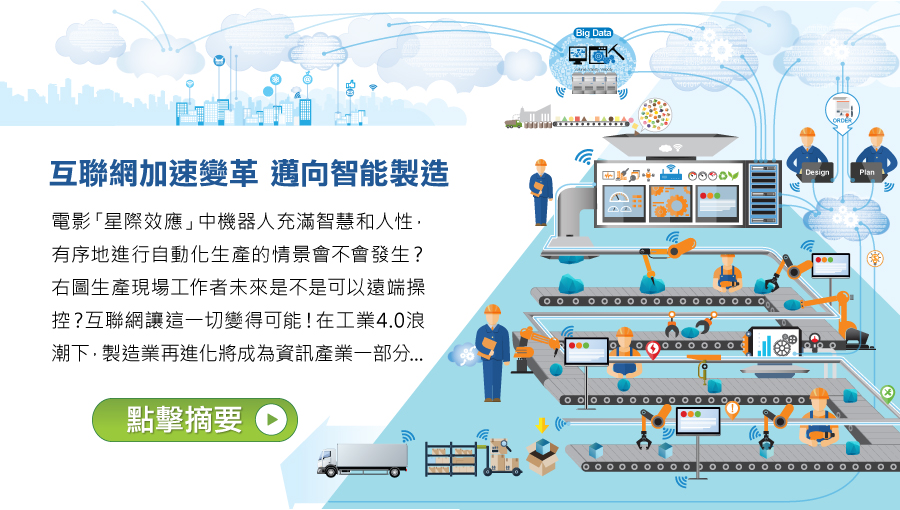 Big Data
ORDER
Design
Plan
互聯網加速變革 邁向智能製造
電影「星際效應」中機器人充滿智慧和人性，
有序地進行自動化生產的情景會不會發生？
右圖生產現場工作者未來是不是可以遠端操
控？互聯網讓這一切變得可能！在工業4.0浪
潮下，製造業再進化將成為資訊產業一部分...
點擊摘要